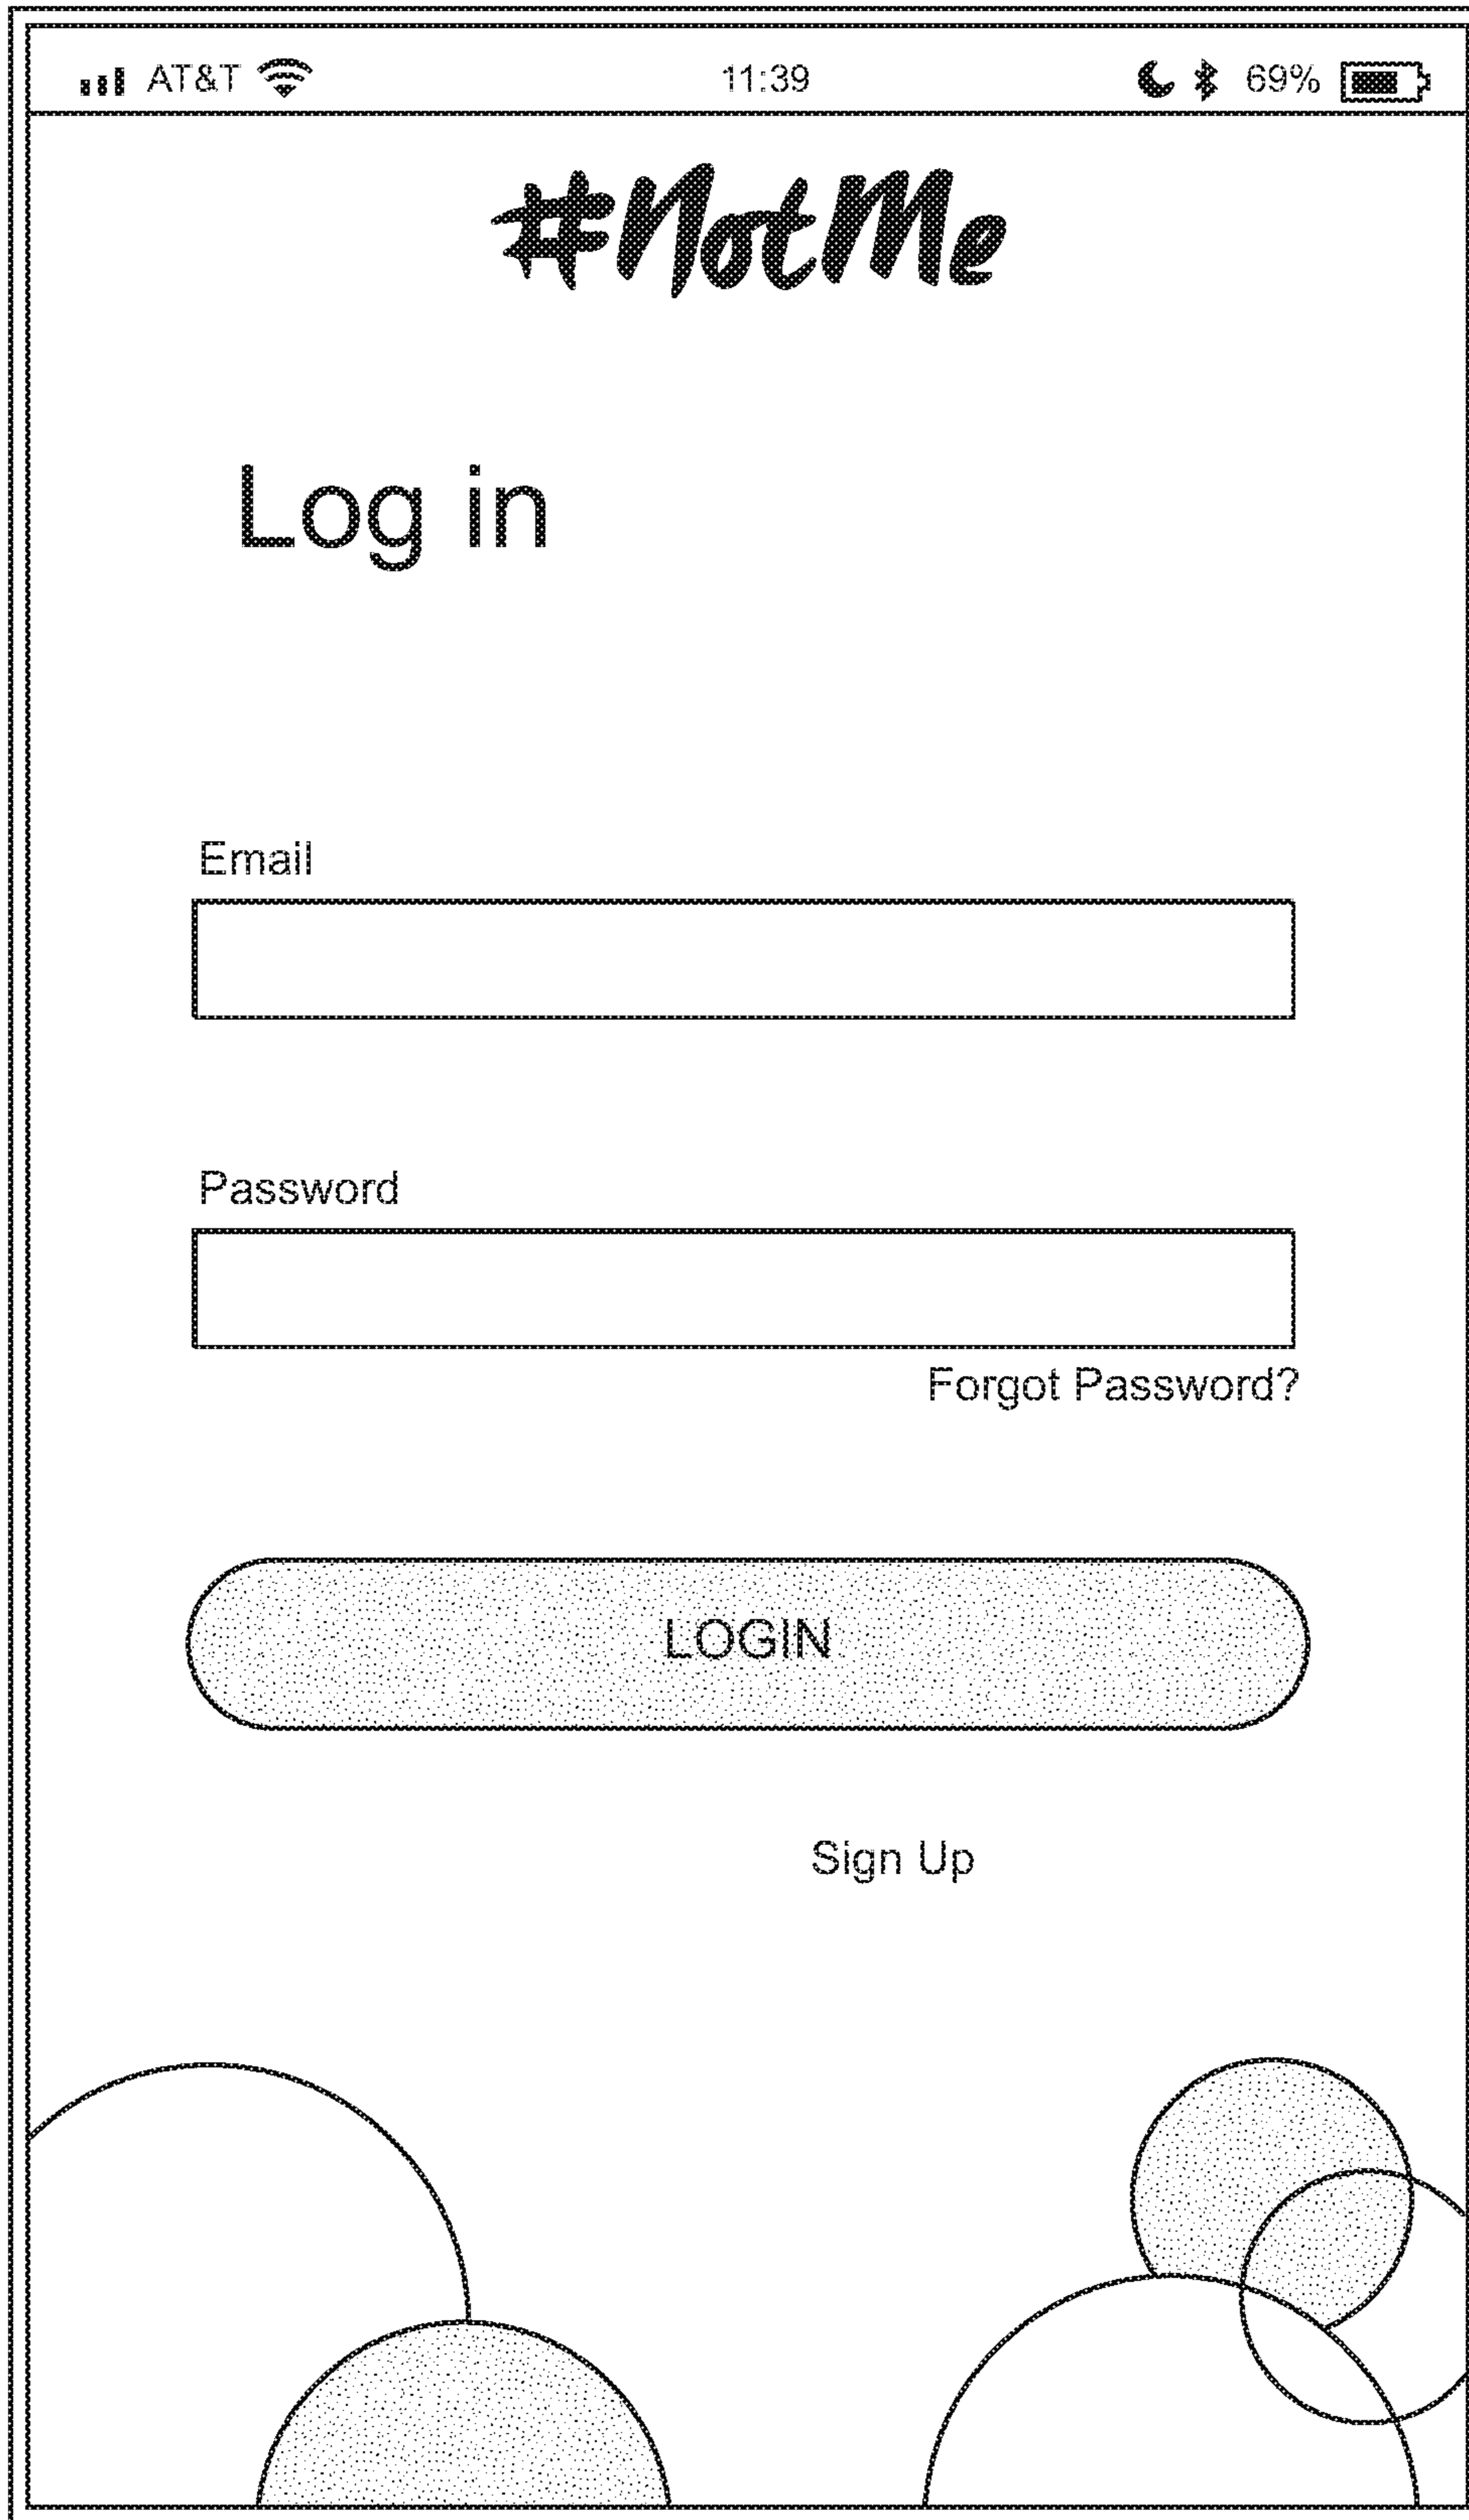 AT&T 11:39 69%
#NotMe
Log in
Email
Password
Forgot Password?
LOGIN
Sign Up